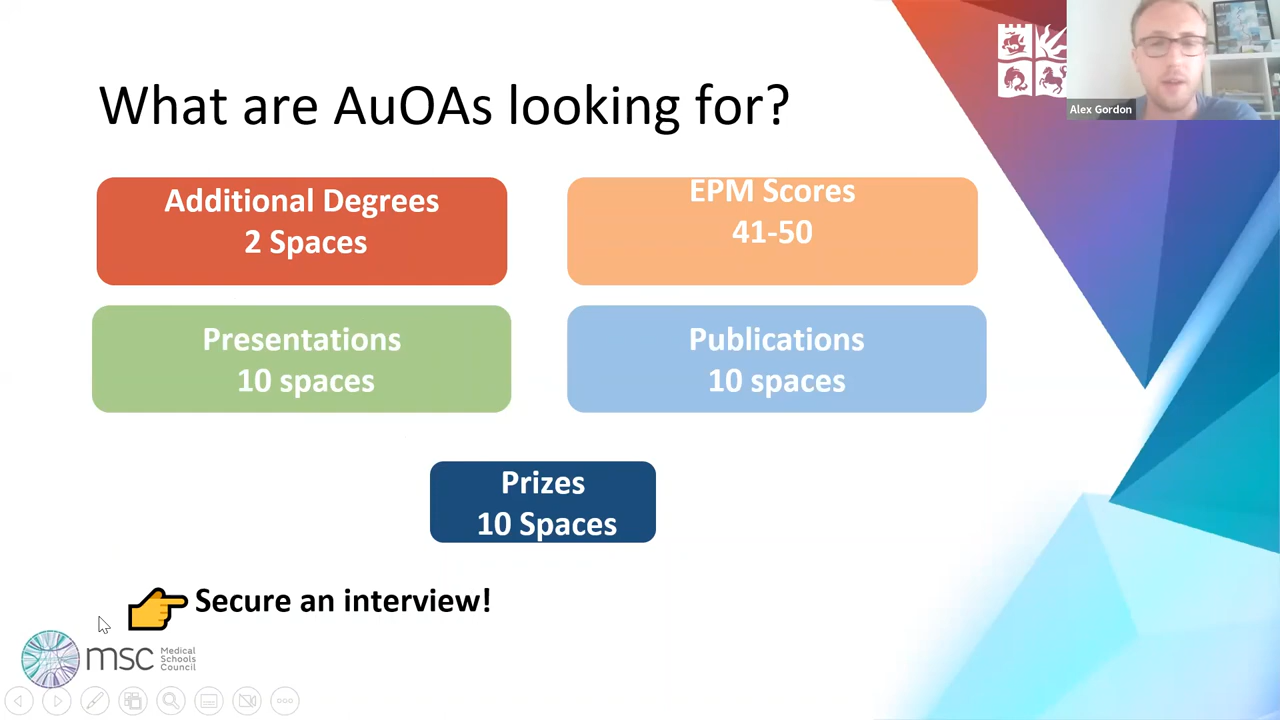 What are AuOAs looking for?
Alex Gordon
Additional Degrees
2 Spaces
EPM Scores
41-50
Presentations
10 spaces
Publications
10 spaces
Prizes
10 Spaces
Secure an interview!
msc
Medical
Schools
Council